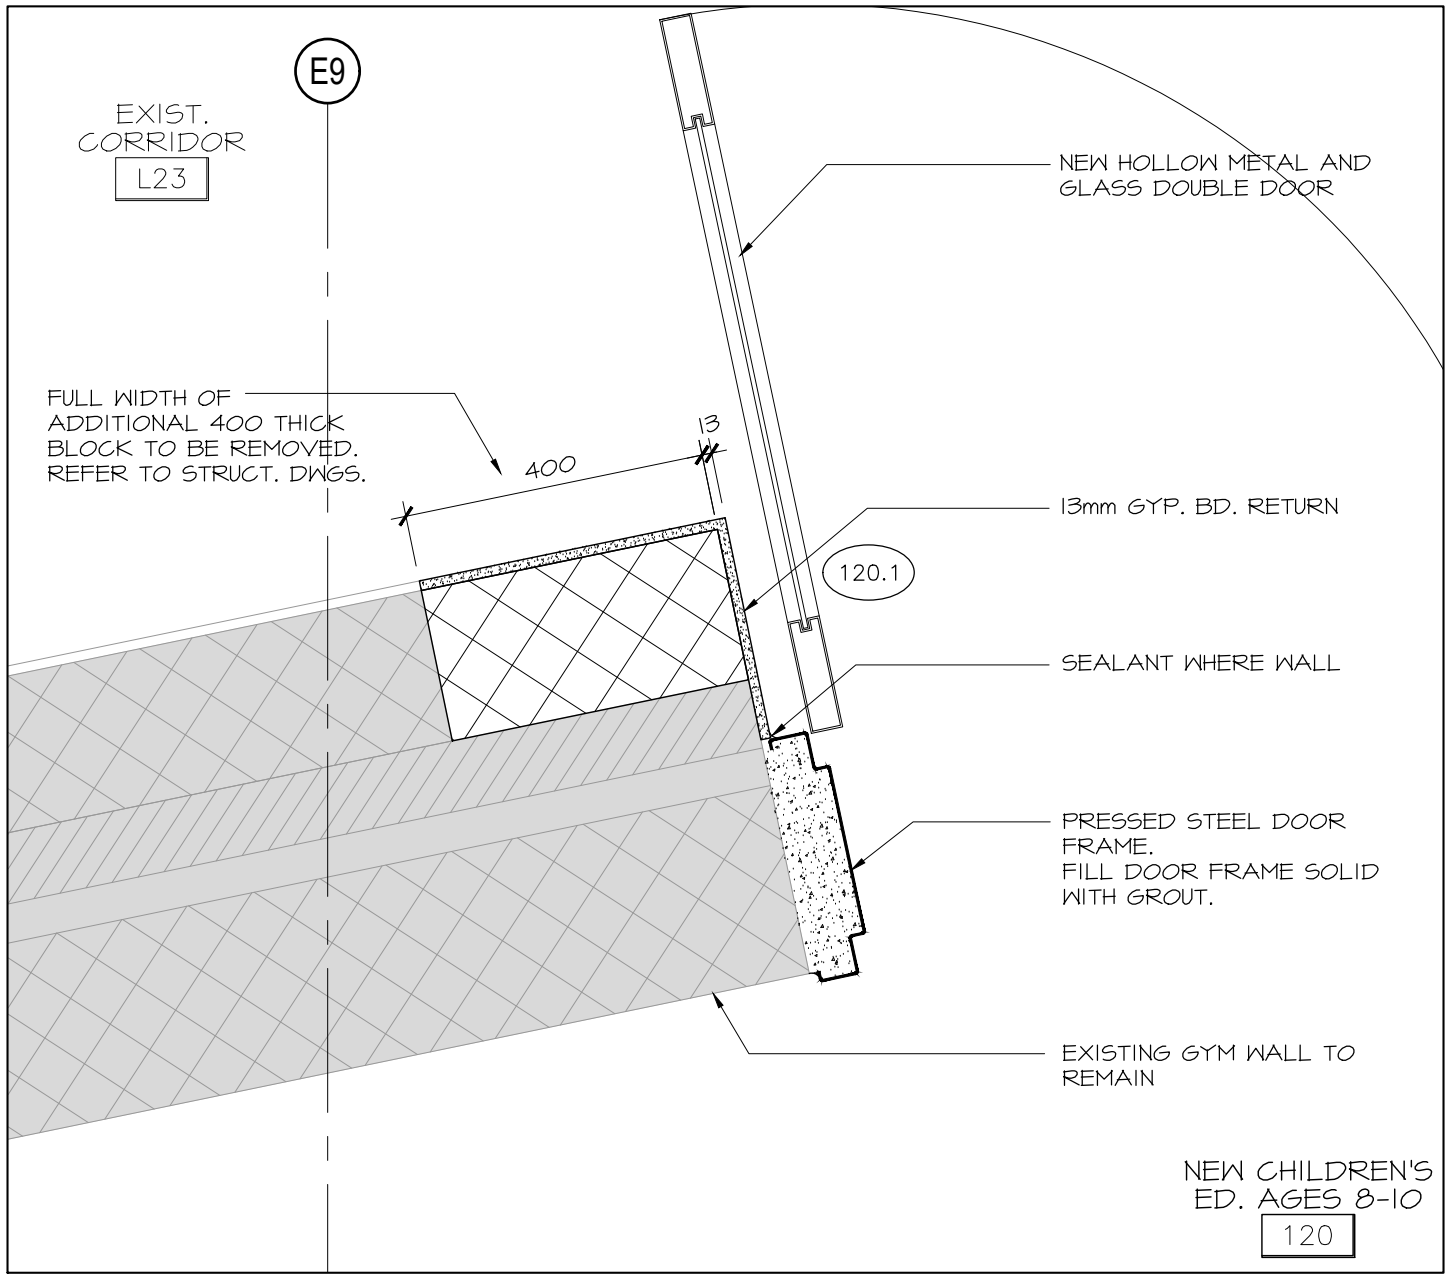 E9
EXIST.
CORRIDOR
L23
NEW HOLLOW METAL AND
GLASS DOUBLE DOOR
FULL WIDTH OF
ADDITIONAL 400 THICK
BLOCK TO BE REMOVED.
REFER TO STRUCT. DWGS.
13
400
13mm GYP. BD. RETURN
120.1
SEALANT WHERE WALL
PRESSED STEEL DOOR
FRAME.
FILL DOOR FRAME SOLID
WITH GROUT.
EXISTING GYM WALL TO
REMAIN
NEW CHILDREN'S
ED. AGES 8-10
120